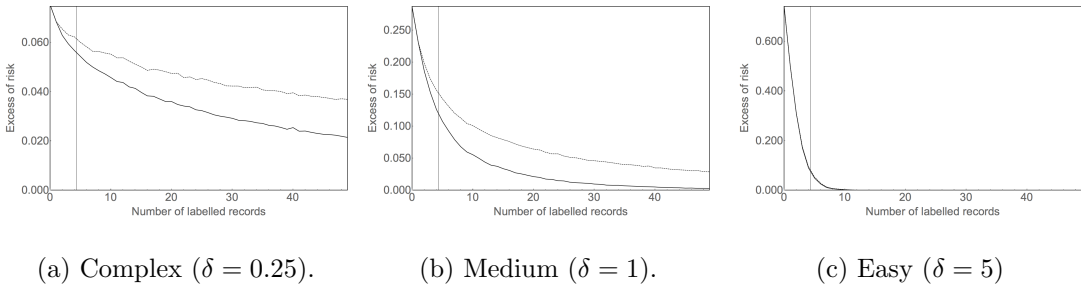 0.060
0.040
0.020
0.000
0 10 20 30 40
Excess of risk
Number of labelled records
(a) Complex (δ = 0.25).
0.250
0.200
0.150
0.100
0.050
0.000
0 10 20 30 40
Excess of risk
Number of labelled records
(b) Medium (δ = 1).
0.600
0.400
0.200
0.000
0 10 20 30 40
Excess of risk
Number of labelled records
(c) Easy (δ = 5)